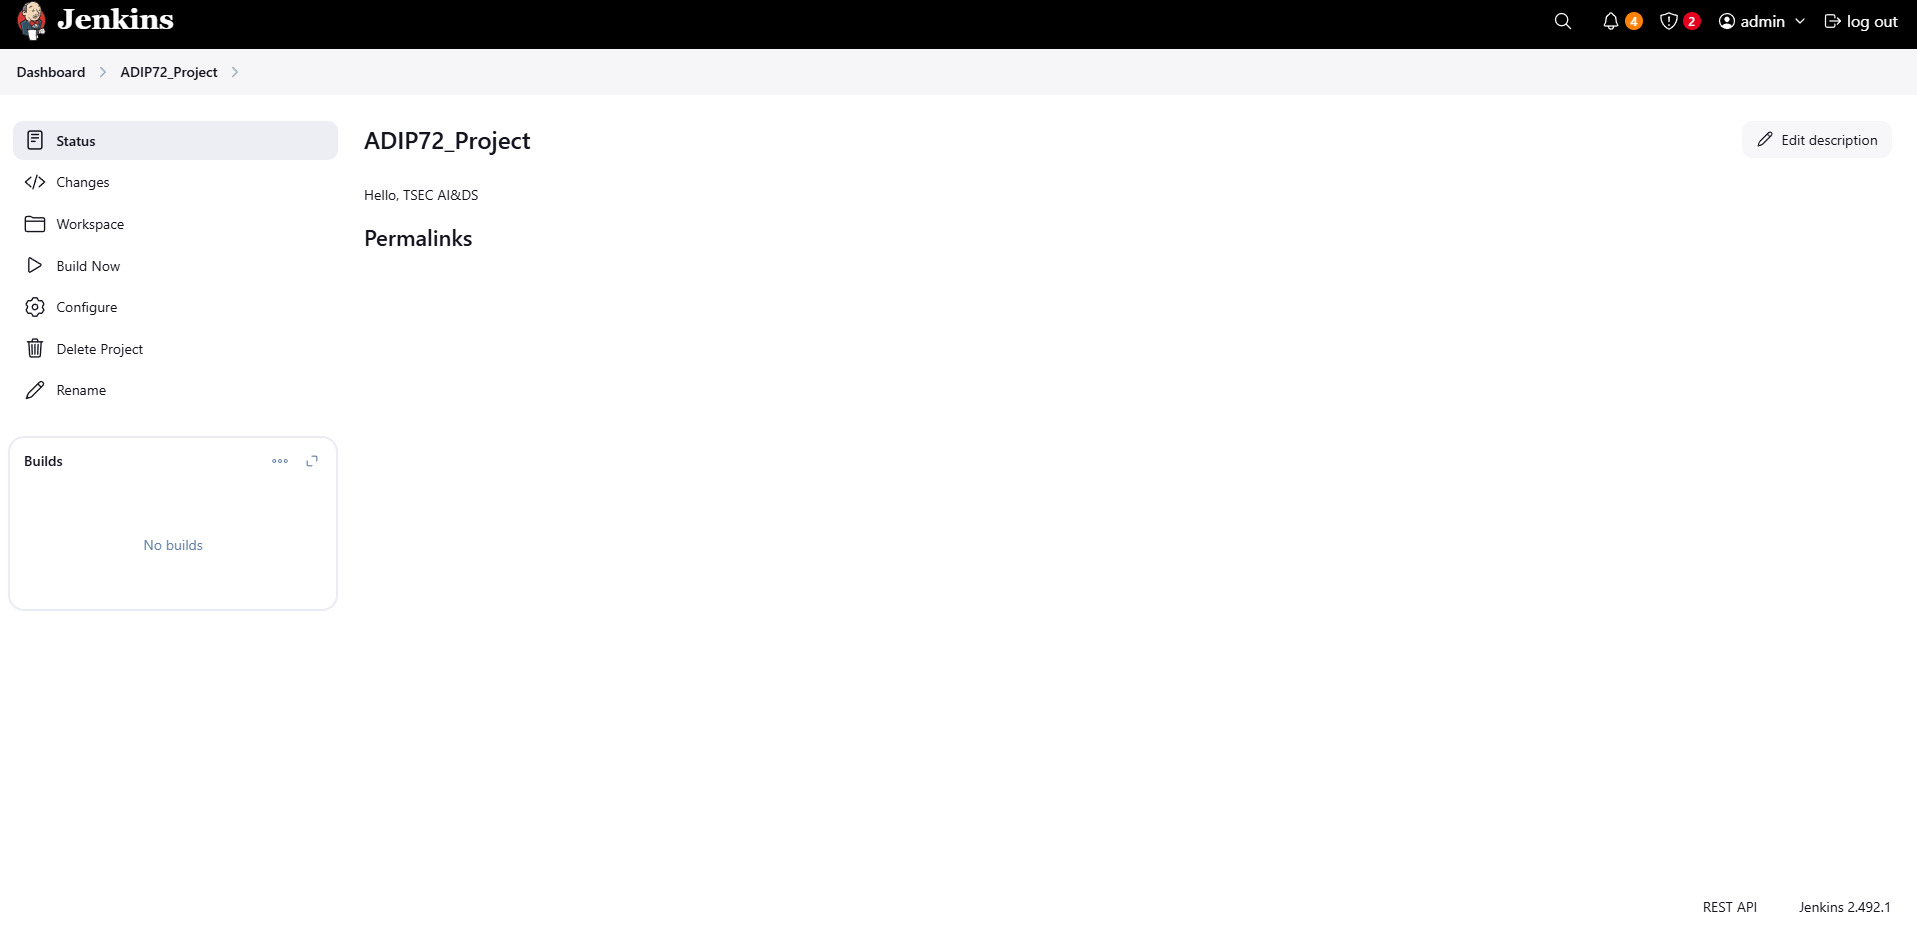 Jenkins
4
2
admin
log out
Dashboard
ADIP72_Project
Status
Changes
Workspace
Build Now
Configure
Delete Project
Rename
Builds
No builds
ADIP72_Project
Edit description
Hello, TSEC AI&DS
Permalinks
REST API
Jenkins 2.492.1